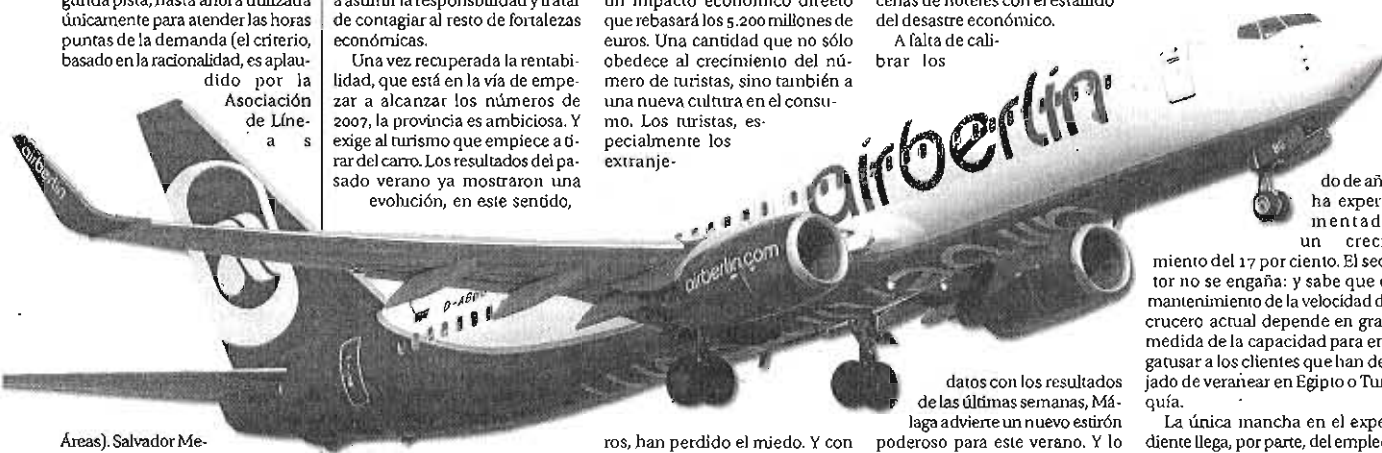 gunda pista, hasta ahora utilizada
únicamente para atender las horas
puntas de la demanda (el criterio,
basado en la racionalidad, es aplau-
dido por la
Asociación
de Líne-
a s
Áreas). Salvador Me-
a asumir la responsbilidad y tratar
de contagiar al resto de fortalezas
económicas.
Una vez recuperada la rentabi-
lidad, que está en la vía de empe-
zar a alcanzar los números de
2007, la provincia es ambiciosa. Y
exige al turismo que empiece a ti-
rar del carro. Los resultados del pa-
sado verano ya mostraron una
evolución, en este sentido,
un impacto económico directo
que rebasará los 5.200 millones de
euros. Una cantidad que no sólo
obedece al crecimiento del nú-
mero de turistas, sino también a
una nueva cultura en el consu-
mo. Los turistas, es-
pecialmente los
extranje-
ros, han perdido el miedo. Y con
cenas de hoteles con el estallido
del desastre económico.
A falta de cali-
brar los
datos con los resultados
de las últimas semanas, Má-
laga advierte un nuevo estirón
poderoso para este verano. Y lo
do de añ
ha exper
mentad
un crec
miento del 17 por ciento. El sec
tor no se engaña: y sabe que e
mantenimiento de la velocidad d
crucero actual depende en gra
medida de la capacidad para en
gatusar a los clientes que han de
jado de veranear en Egipto o Tur
quía.
La única mancha en el expe
diente llega, por parte, del empleo
airberlin
airberlin
airberlin.com